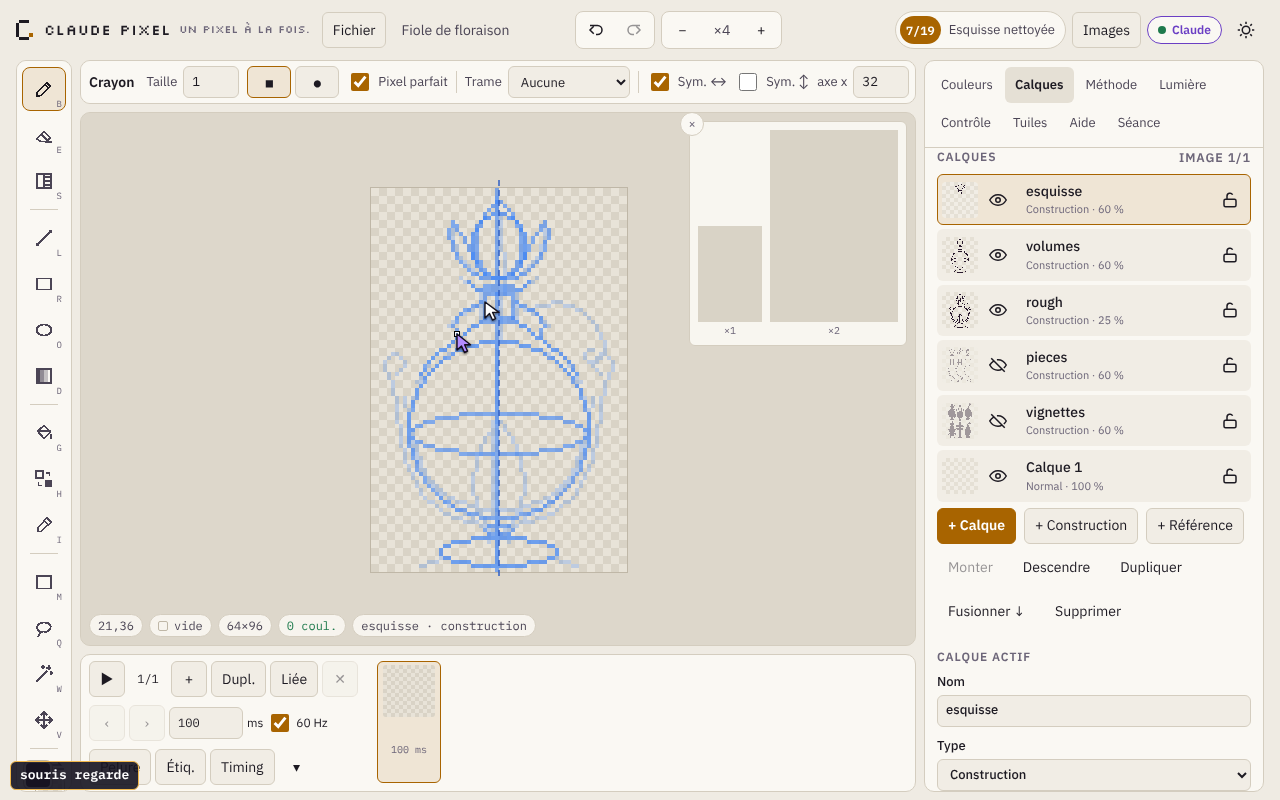 CLAUDE PIXEL UN PIXEL À LA FOIS. Fichier Fiole de floraison − ×4 + 7/19 Esquisse nettoyée Images Claude
Crayon Taille 1 ■ ● Pixel parfait Trame Aucune Sym. ↔ Sym. ↕ axe x 32
B
E
S
L
R
O
D
G
H
I
M
Q
W
V
×
×1 ×2
21,36 vide 64×96 0 coul. esquisse · construction
1/1 + Dupl. Liée ×
‹ › 100 ms 60 Hz
Étiq. Timing ▼
100 ms
souris regarde
Couleurs Calques Méthode Lumière
Contrôle Tuiles Aide Séance
CALQUES IMAGE 1/1
esquisse
Construction · 60 %
volumes
Construction · 60 %
rough
Construction · 25 %
pieces
Construction · 60 %
vignettes
Construction · 60 %
Calque 1
Normal · 100 %
+ Calque + Construction + Référence
Monter Descendre Dupliquer
Fusionner ↓ Supprimer
CALQUE ACTIF
Nom
esquisse
Type
Construction